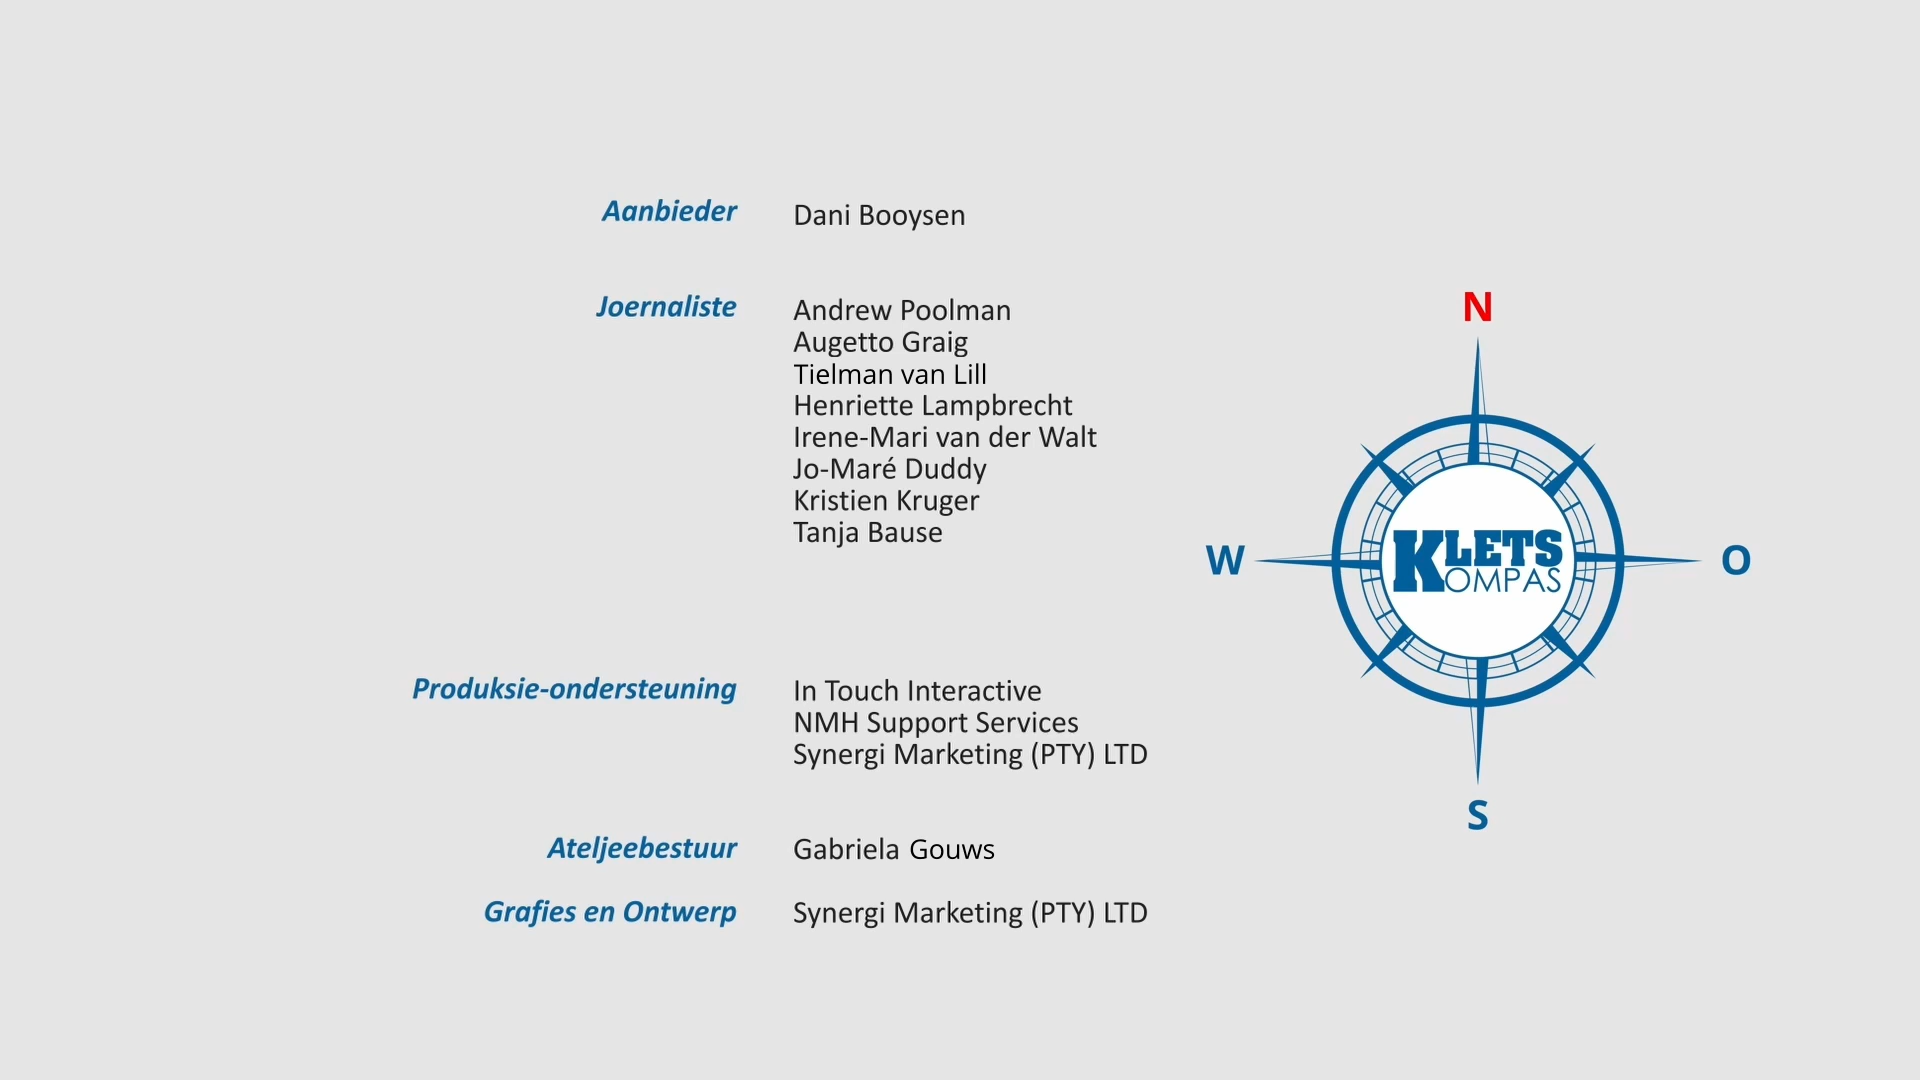 Aanbieder Dani Booysen
Joernaliste Andrew Poolman
Augetto Graig
Tielman van Lill
Henriette Lampbrecht
Irene-Mari van der Walt
Jo-Maré Duddy
Kristien Kruger
Tanja Bause
Produksie-ondersteuning In Touch Interactive
NMH Support Services
Synergi Marketing (PTY) LTD
Ateljeebestuur Gabriela Gouws
Grafies en Ontwerp Synergi Marketing (PTY) LTD
N
W
KLETS
KOMPAS
O
S